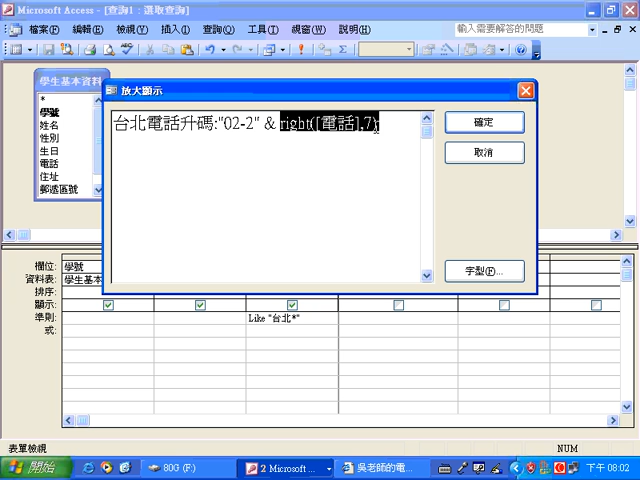 Microsoft Access - [查詢1 : 選取查詢]
檔案(F) 編輯(E) 檢視(V) 插入(I) 查詢(Q) 工具(T) 視窗(W) 說明(H) 輸入需要解答的問題
學生基本資料
*
學號
姓名
性別
生日
電話
住址
郵遞區號
放大顯示
台北電話升碼:"02-2" & right([電話],7)
確定
取消
字型(F)...
欄位: 學號
資料表: 學生基本
排序:
顯示:
準則: Like "台北*"
或:
表單檢視 NUM
開始 80G (F:) 2 Microsoft ... 吳老師的電... 下午 08:02